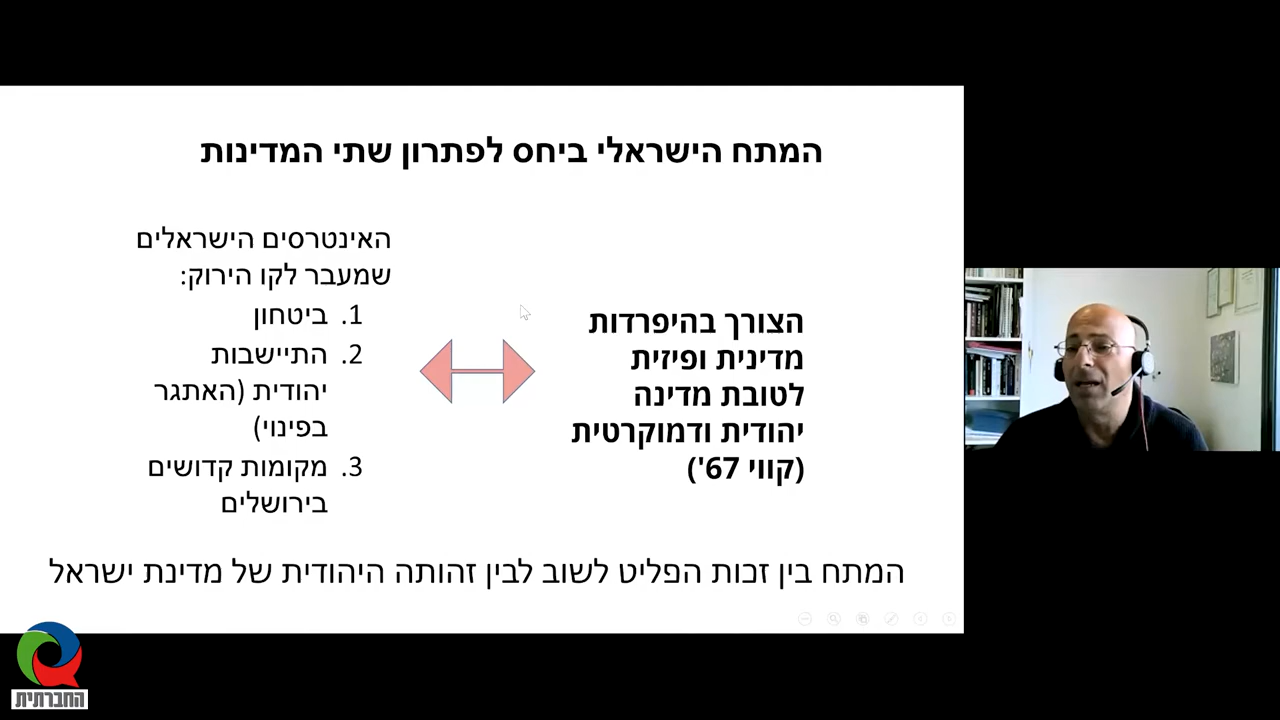 המתח הישראלי ביחס לפתרון שתי המדינות
הצורך בהיפרדות
מדינית ופיזית
לטובת מדינה
יהודית ודמוקרטית
(קווי 67')
האינטרסים הישראלים
שמעבר לקו הירוק:
1. ביטחון
2. התיישבות
יהודית (האתגר
בפינוי)
3. מקומות קדושים
בירושלים
המתח בין זכות הפליט לשוב לבין זהותה היהודית של מדינת ישראל
החברתית